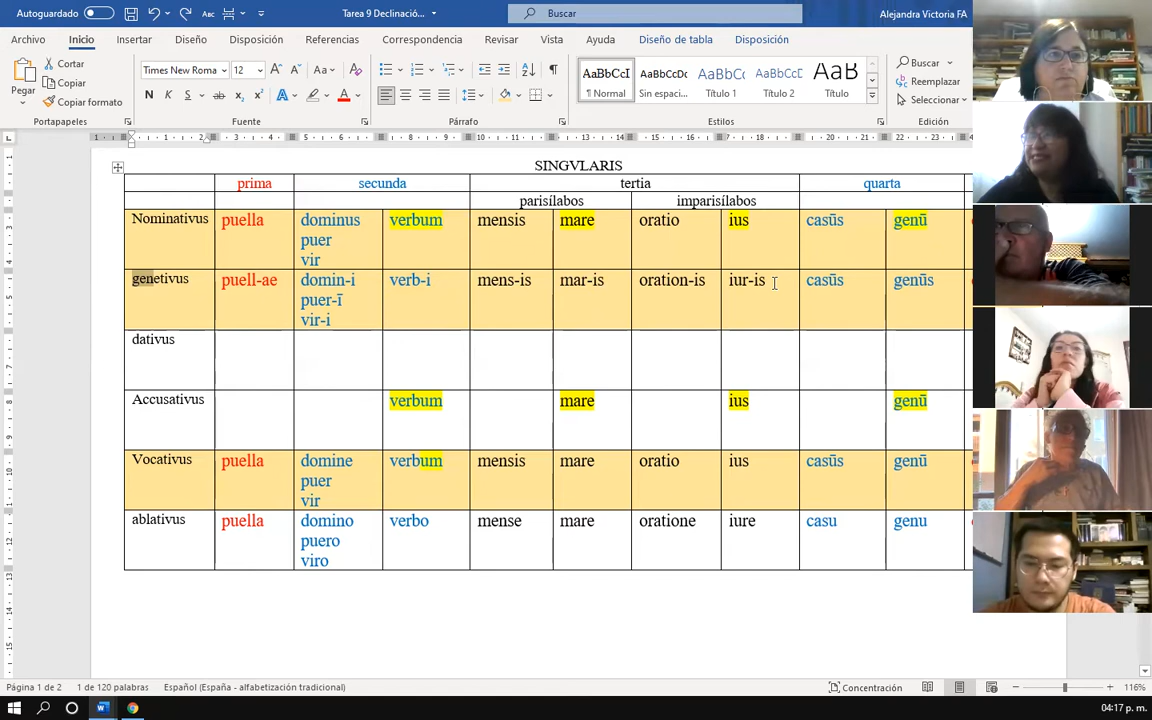 Autoguardado
Tarea 9 Declinació...
Buscar
Alejandra Victoria FA
Archivo Inicio Insertar Diseño Disposición Referencias Correspondencia Revisar Vista Ayuda Diseño de tabla Disposición
Pegar
Cortar
Copiar
Copiar formato
Portapapeles
Times New Roma 12
Fuente
Párrafo
AaBbCcI AaBbCcDc AaBbCc AaBbCcE AaB
¶ Normal Sin espaci... Título 1 Título 2 Título
Estilos
Buscar
Reemplazar
Seleccionar
Edición
SINGVLARIS
prima secunda tertia quarta
parisílabos imparisílabos
Nominativus puella dominus verbum mensis mare oratio ius casūs genū
puer
vir
genetivus puell-ae domin-i verb-i mens-is mar-is oration-is iur-is casūs genūs
puer-ī
vir-i
dativus
Accusativus verbum mare ius genū
Vocativus puella domine verbum mensis mare oratio ius casūs genū
puer
vir
ablativus puella domino verbo mense mare oratione iure casu genu
puero
viro
Página 1 de 2 1 de 120 palabras Español (España - alfabetización tradicional)
Concentración
116%
04:17 p. m.